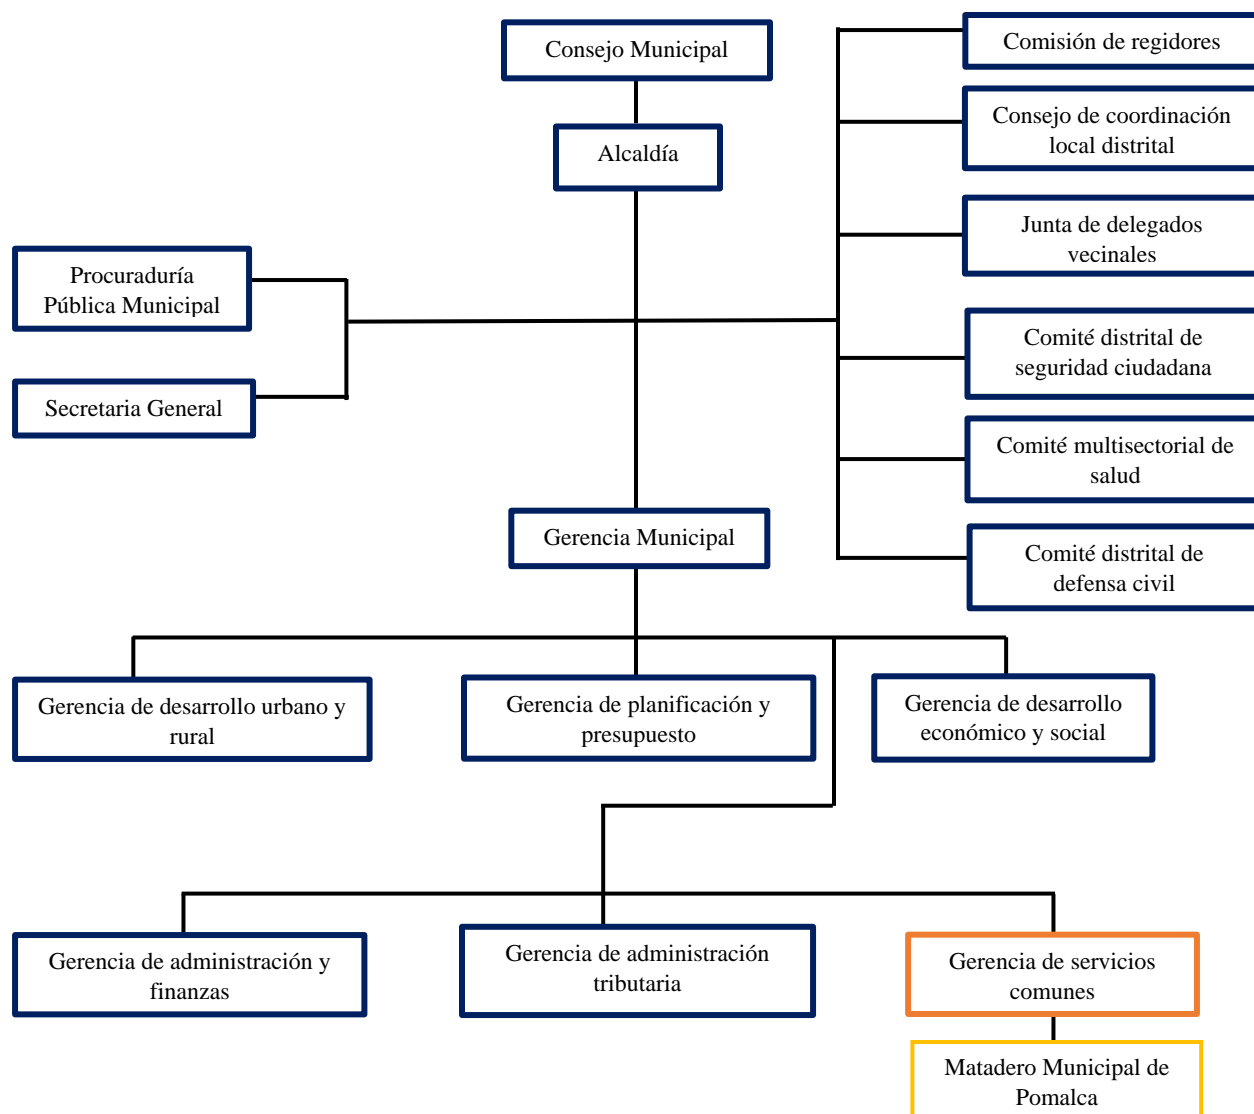 Consejo Municipal
Alcaldía
Comisión de regidores
Consejo de coordinación
local distrital
Junta de delegados
vecinales
Procuraduría
Pública Municipal
Secretaria General
Comité distrital de
seguridad ciudadana
Comité multisectorial de
salud
Comité distrital de
defensa civil
Gerencia Municipal
Gerencia de desarrollo urbano y
rural
Gerencia de planificación y
presupuesto
Gerencia de desarrollo
económico y social
Gerencia de administración y
finanzas
Gerencia de administración
tributaria
Gerencia de servicios
comunes
Matadero Municipal de
Pomalca